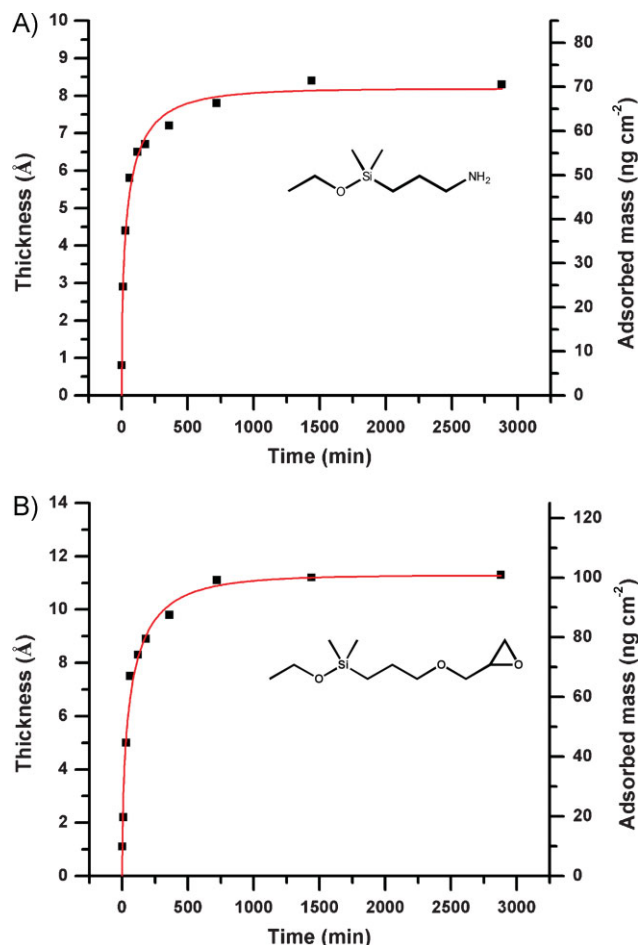 A)
10
9
8
7
6
5
4
3
2
1
0
Thickness (Å)
80
70
60
50
40
30
20
10
0
Adsorbed mass (ng cm-2)
Si
O
NH2
0 500 1000 1500 2000 2500 3000
Time (min)
B)
14
12
10
8
6
4
2
0
Thickness (Å)
120
100
80
60
40
20
0
Adsorbed mass (ng cm-2)
Si
O
O
O
0 500 1000 1500 2000 2500 3000
Time (min)